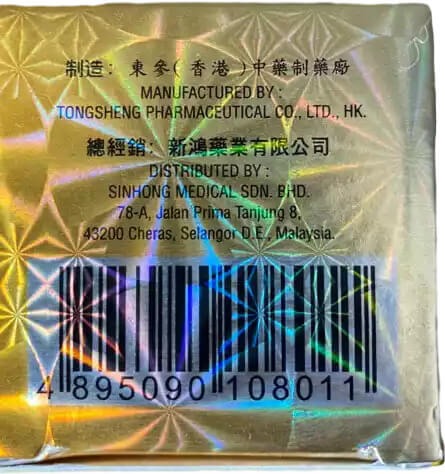 制造：東參(香港)中藥制藥廠
MANUFACTURED BY :
TONGSHENG PHARMACEUTICAL CO., LTD., HK.
總經銷：新鴻藥業有限公司
DISTRIBUTED BY :
SINHONG MEDICAL SDN. BHD.
78-A, Jalan Prima Tanjung 8,
43200 Cheras, Selangor D.E., Malaysia.
4 895090 108011